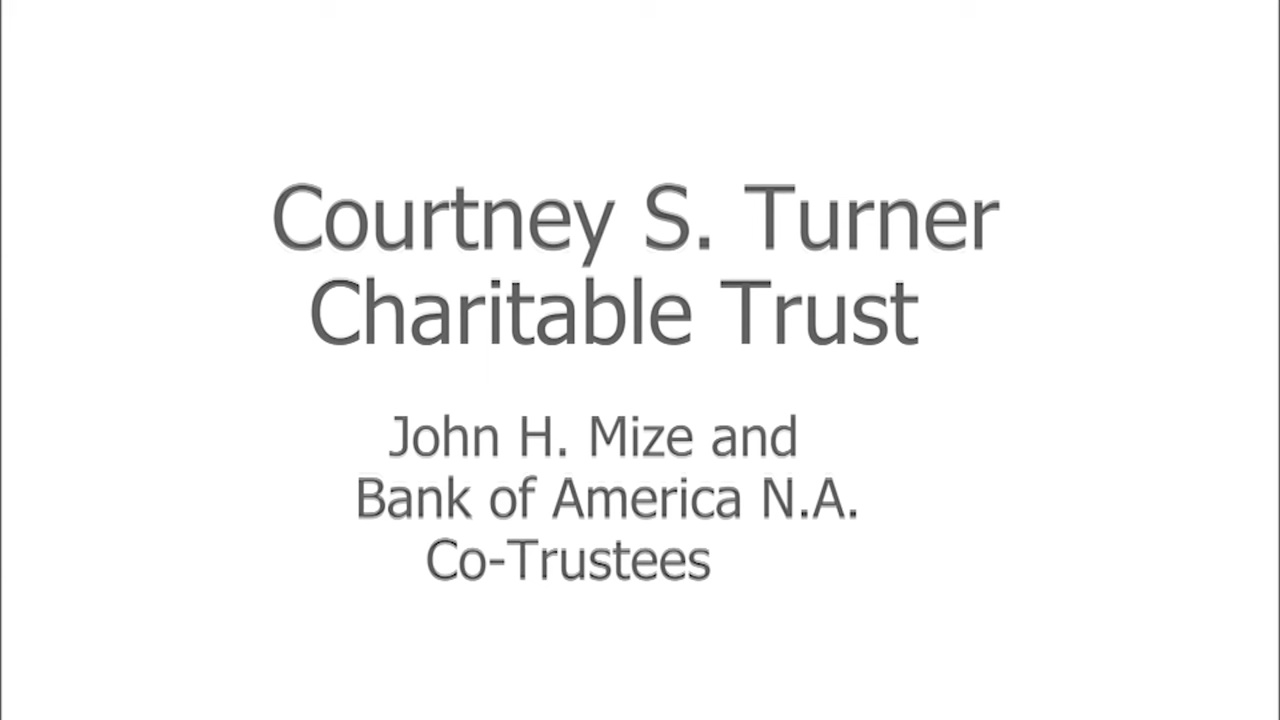 Courtney S. Turner
Charitable Trust
John H. Mize and
Bank of America N.A.
Co-Trustees